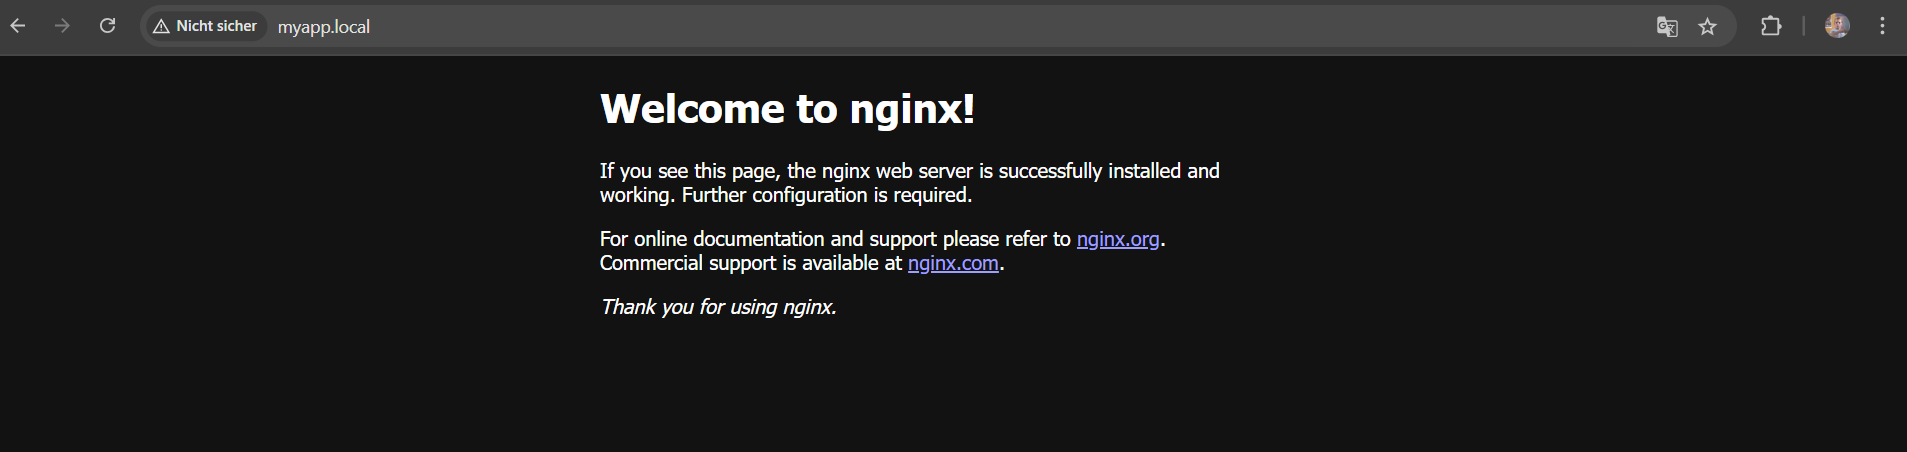 Nicht sicher myapp.local
Welcome to nginx!
If you see this page, the nginx web server is successfully installed and
working. Further configuration is required.
For online documentation and support please refer to nginx.org.
Commercial support is available at nginx.com.
Thank you for using nginx.